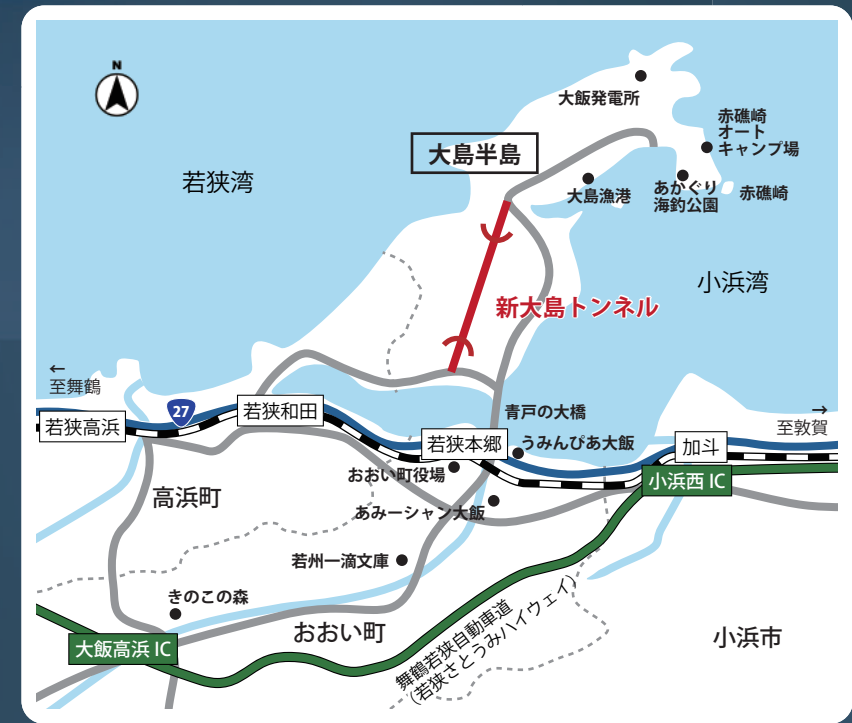 N
大飯発電所
赤礁崎
オート
キャンプ場
大島半島
若狭湾
大島漁港
あかぐり
海釣公園
赤礁崎
小浜湾
新大島トンネル
←
至舞鶴
27
若狭高浜
若狭和田
青戸の大橋
→
至敦賀
若狭本郷
うみんぴあ大飯
加斗
おおい町役場
小浜西 IC
高浜町
あみーシャン大飯
若州一滴文庫
きのこの森
おおい町
大飯高浜 IC
舞鶴若狭自動車道
(若狭さとうみハイウェイ)
小浜市